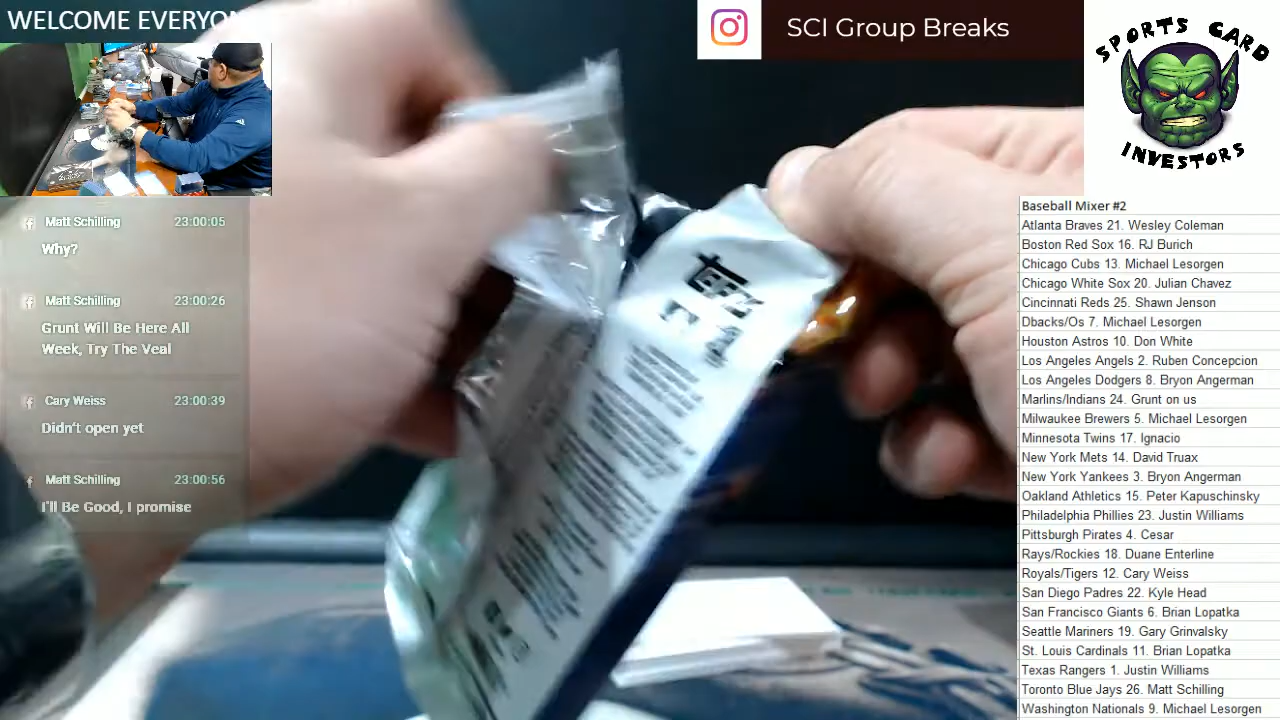 WELCOME EVERYON
SCI Group Breaks
SPORTS CARD
INVESTORS
Matt Schilling 23:00:05
Why?
Matt Schilling 23:00:26
Grunt Will Be Here All
Week, Try The Veal
Cary Weiss 23:00:39
Didn't open yet
Matt Schilling 23:00:56
I'll Be Good, I promise
Baseball Mixer #2
Atlanta Braves 21. Wesley Coleman
Boston Red Sox 16. RJ Burich
Chicago Cubs 13. Michael Lesorgen
Chicago White Sox 20. Julian Chavez
Cincinnati Reds 25. Shawn Jenson
Dbacks/Os 7. Michael Lesorgen
Houston Astros 10. Don White
Los Angeles Angels 2. Ruben Concepcion
Los Angeles Dodgers 8. Bryon Angerman
Marlins/Indians 24. Grunt on us
Milwaukee Brewers 5. Michael Lesorgen
Minnesota Twins 17. Ignacio
New York Mets 14. David Truax
New York Yankees 3. Bryon Angerman
Oakland Athletics 15. Peter Kapuschinsky
Philadelphia Phillies 23. Justin Williams
Pittsburgh Pirates 4. Cesar
Rays/Rockies 18. Duane Enterline
Royals/Tigers 12. Cary Weiss
San Diego Padres 22. Kyle Head
San Francisco Giants 6. Brian Lopatka
Seattle Mariners 19. Gary Grinvalsky
St. Louis Cardinals 11. Brian Lopatka
Texas Rangers 1. Justin Williams
Toronto Blue Jays 26. Matt Schilling
Washington Nationals 9. Michael Lesorgen